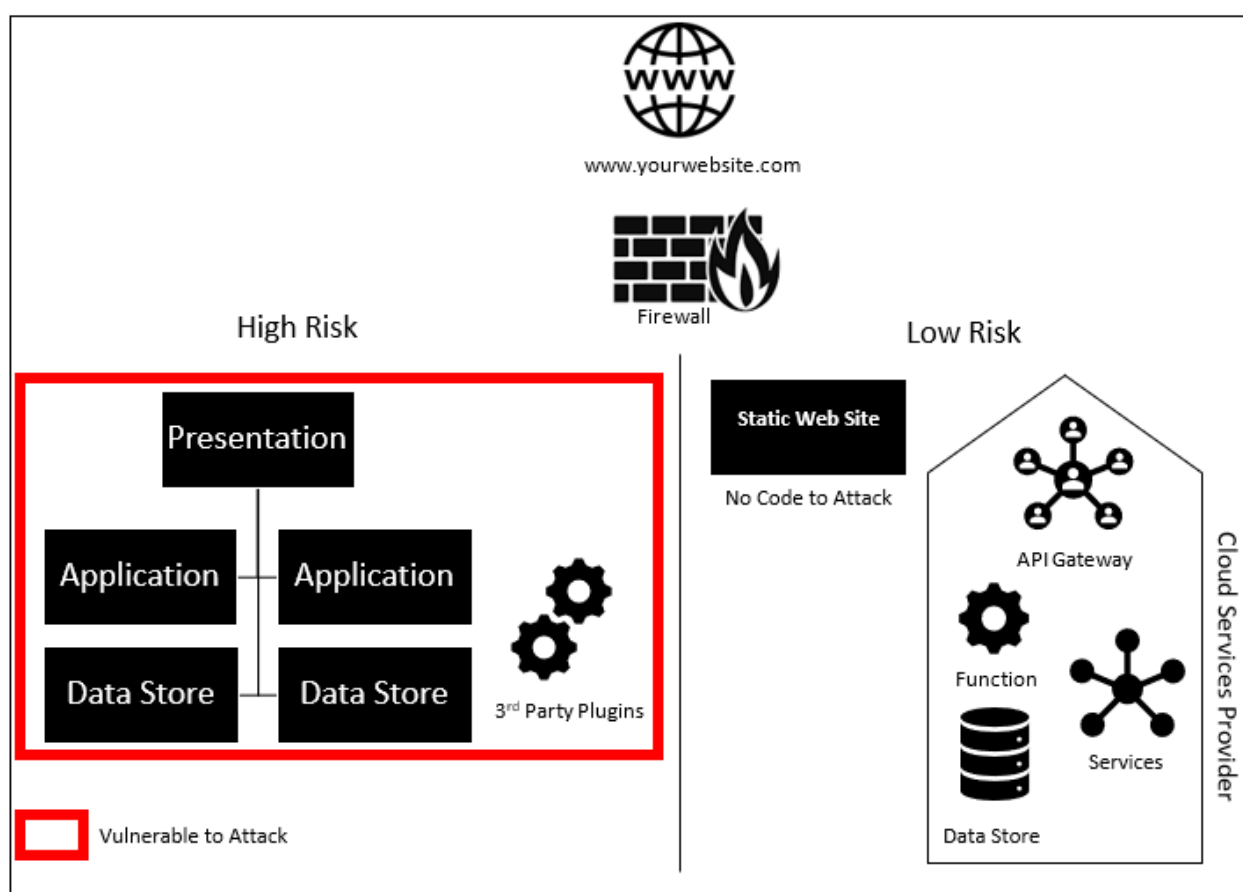 WWW
www.yourwebsite.com
Firewall
High Risk
Low Risk
Presentation
Application
Application
Data Store
Data Store
3rd Party Plugins
Vulnerable to Attack
Static Web Site
No Code to Attack
API Gateway
Function
Services
Data Store
Cloud Services Provider